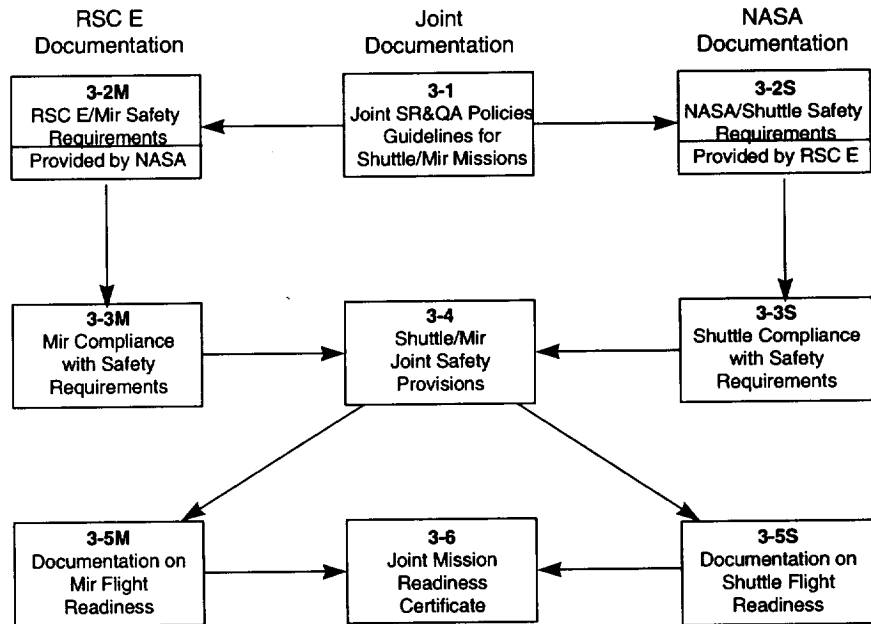 RSC E
Documentation
Joint
Documentation
NASA
Documentation
3-2M
RSC E/Mir Safety
Requirements
Provided by NASA
3-1
Joint SR&QA Policies
Guidelines for
Shuttle/Mir Missions
3-2S
NASA/Shuttle Safety
Requirements
Provided by RSC E
3-3M
Mir Compliance
with Safety
Requirements
3-4
Shuttle/Mir
Joint Safety
Provisions
3-3S
Shuttle Compliance
with Safety
Requirements
3-5M
Documentation on
Mir Flight
Readiness
3-6
Joint Mission
Readiness
Certificate
3-5S
Documentation on
Shuttle Flight
Readiness